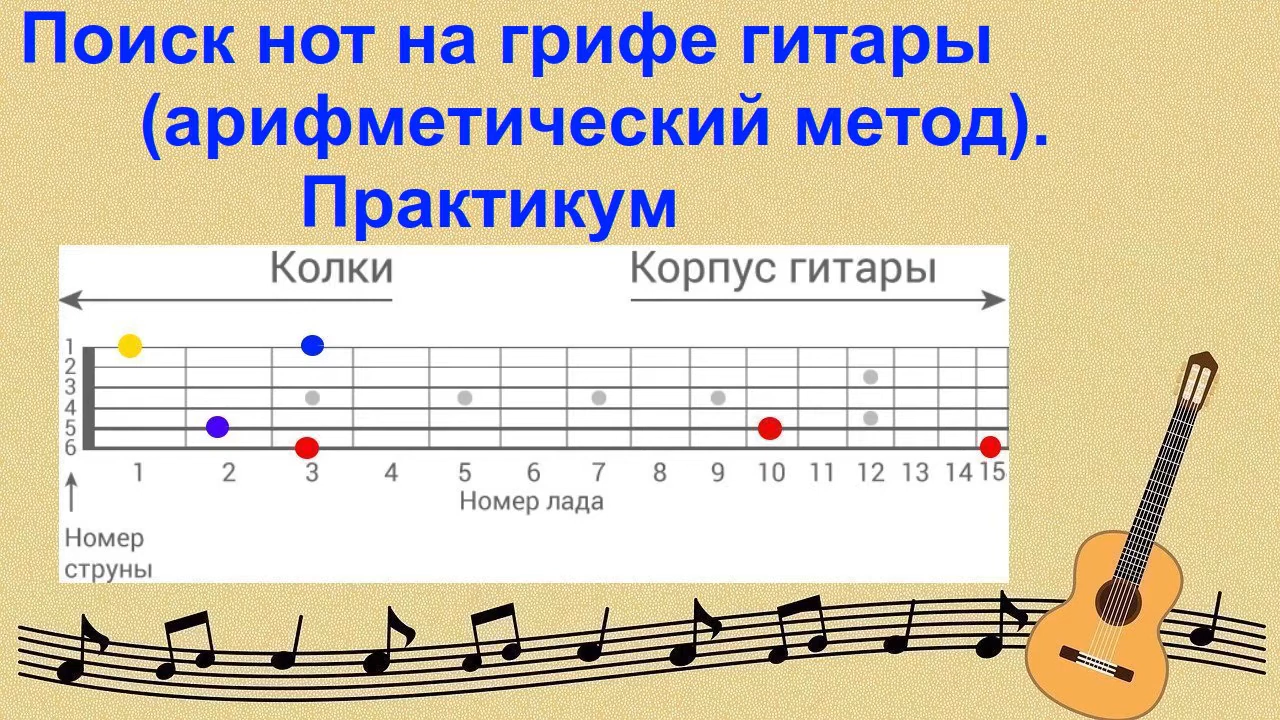 Поиск нот на грифе гитары
(арифметический метод).
Практикум
Колки Корпус гитары
1
2
3
4
5
6
1 2 3 4 5 6 7 8 9 10 11 12 13 14 15
Номер лада
Номер
струны